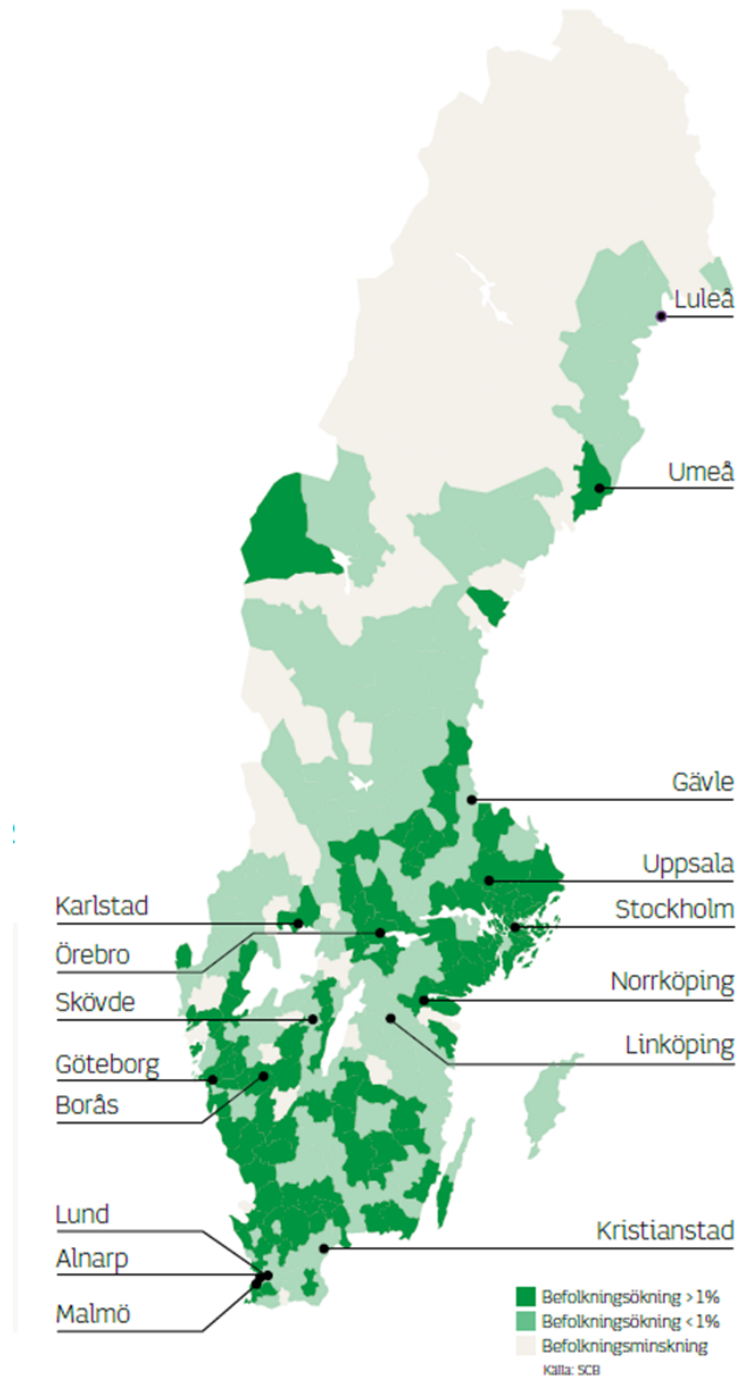 Luleå
Umeå
Gävle
Uppsala
Karlstad
Stockholm
Örebro
Norrköping
Skövde
Linköping
Göteborg
Borås
Lund
Kristianstad
Alnarp
Malmö
Befolkningsökning >1%
Befolkningsökning <1%
Befolkningsminskning
Källa: SCB